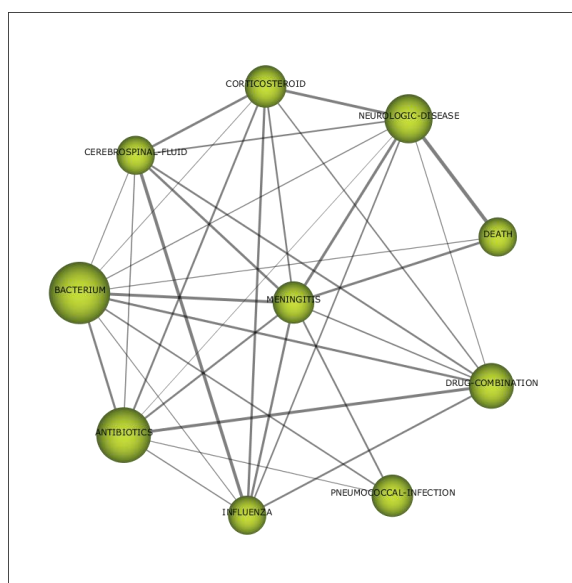 CORTICOSTEROID
NEUROLOGIC-DISEASE
CEREBROSPINAL-FLUID
DEATH
BACTERIUM
MENINGITIS
DRUG-COMBINATION
ANTIBIOTICS
PNEUMOCOCCAL-INFECTION
INFLUENZA